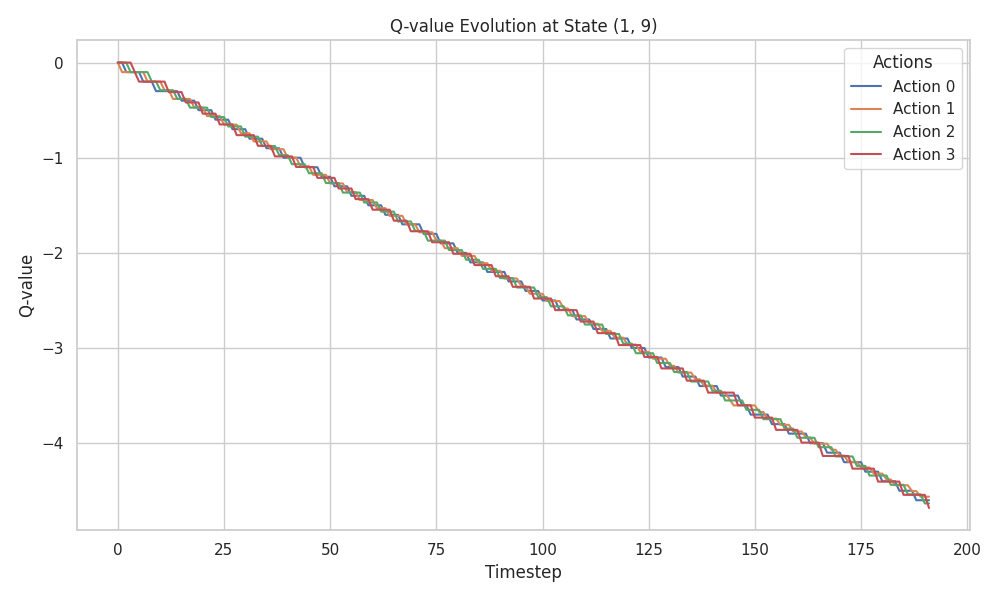 Q-value Evolution at State (1, 9)
Actions
Action 0
Action 1
Action 2
Action 3
Q-value
0
−1
−2
−3
−4
0 25 50 75 100 125 150 175 200
Timestep